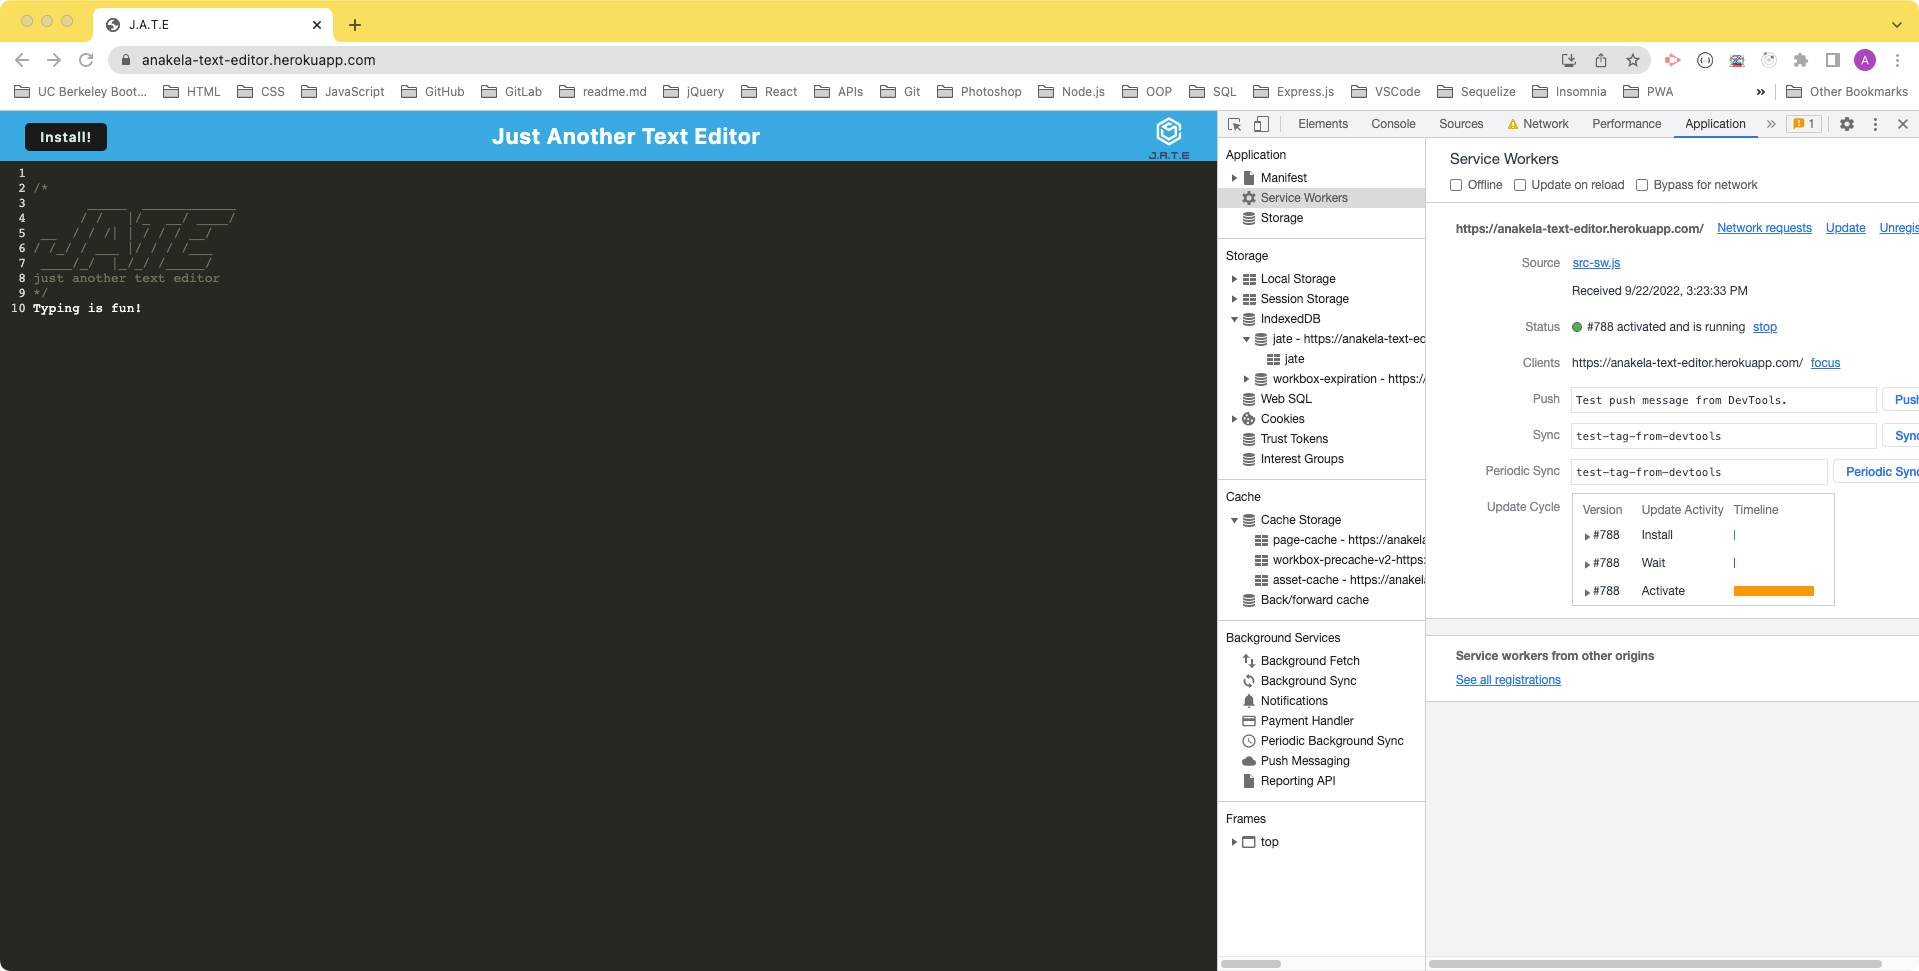 J.A.T.E
anakela-text-editor.herokuapp.com
A
UC Berkeley Boot... HTML CSS JavaScript GitHub GitLab readme.md jQuery React APIs Git Photoshop Node.js OOP SQL Express.js VSCode Sequelize Insomnia PWA » Other Bookmarks
Install! Just Another Text Editor J.A.T.E
1
2 /*
3 _____ ____________
4 / / |/_ __/ ____/
5 __ / / /| | / / / __/
6 / /_/ / ___ |/ / / /___
7 ____/_/ |_/_/ /_____/
8 just another text editor
9 */
10 Typing is fun!
Elements Console Sources Network Performance Application » 1
Application
Manifest
Service Workers
Storage
Storage
Local Storage
Session Storage
IndexedDB
jate - https://anakela-text-ed
jate
workbox-expiration - https:/
Web SQL
Cookies
Trust Tokens
Interest Groups
Cache
Cache Storage
page-cache - https://anakela
workbox-precache-v2-https:
asset-cache - https://anakel
Back/forward cache
Background Services
Background Fetch
Background Sync
Notifications
Payment Handler
Periodic Background Sync
Push Messaging
Reporting API
Frames
top
Service Workers
Offline Update on reload Bypass for network
https://anakela-text-editor.herokuapp.com/ Network requests Update Unregis
Source src-sw.js
Received 9/22/2022, 3:23:33 PM
Status #788 activated and is running stop
Clients https://anakela-text-editor.herokuapp.com/ focus
Push Test push message from DevTools. Push
Sync test-tag-from-devtools Sync
Periodic Sync test-tag-from-devtools Periodic Sync
Update Cycle Version Update Activity Timeline
#788 Install
#788 Wait
#788 Activate
Service workers from other origins
See all registrations